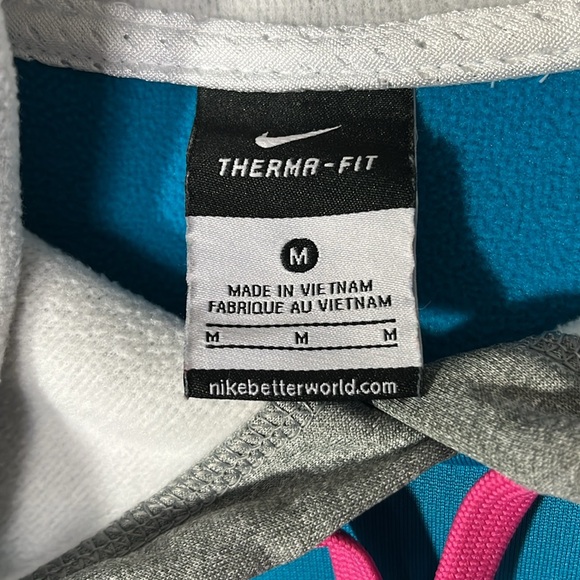 THERMA-FIT
M
MADE IN VIETNAM
FABRIQUE AU VIETNAM
M M M
nikebetterworld.com